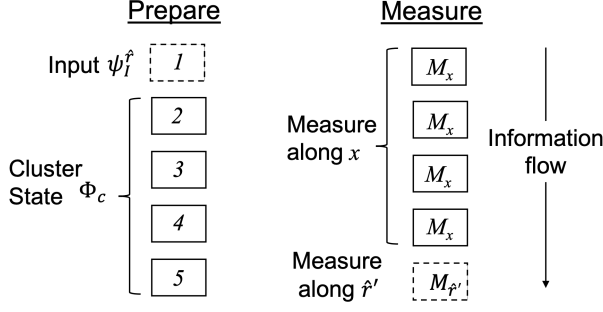 Prepare
Measure
Input ψ_I^r̂
1
2
3
4
5
Cluster
State Φ_c
Measure
along x
M_x
M_x
M_x
M_x
Measure
along r̂′
M_r̂′
Information
flow